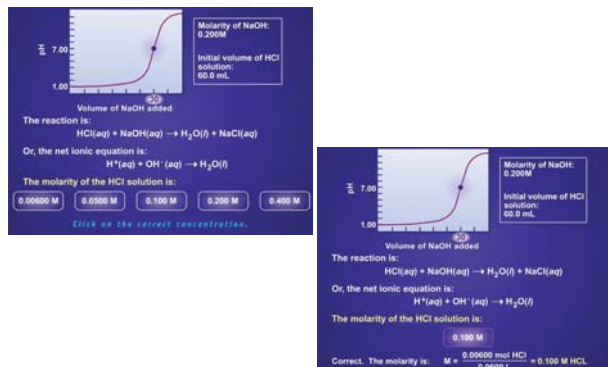 Molarity of NaOH:
0.200M
Initial volume of HCl
solution:
60.0 mL
pH
7.00
1.00
30
Volume of NaOH added
The reaction is:
HCl(aq) + NaOH(aq) → H₂O(l) + NaCl(aq)
Or, the net ionic equation is:
H⁺(aq) + OH⁻(aq) → H₂O(l)
The molarity of the HCl solution is:
0.00600 M 0.0500 M 0.100 M 0.200 M 0.400 M
Click on the correct concentration.
Molarity of NaOH:
0.200M
Initial volume of HCl
solution:
60.0 mL
pH
7.00
1.00
30
Volume of NaOH added
The reaction is:
HCl(aq) + NaOH(aq) → H₂O(l) + NaCl(aq)
Or, the net ionic equation is:
H⁺(aq) + OH⁻(aq) → H₂O(l)
The molarity of the HCl solution is:
0.100 M
Correct. The molarity is: M = 0.00600 mol HCl / 0.0600 L = 0.100 M HCL